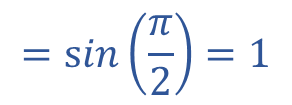 = sin (π/2) = 1